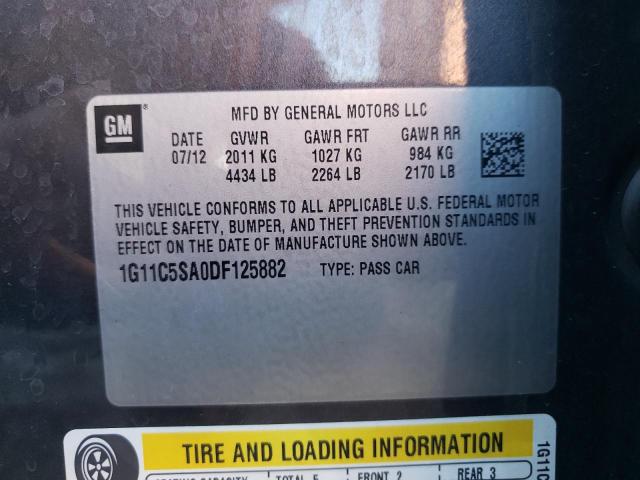 GM
MFD BY GENERAL MOTORS LLC
DATE GVWR GAWR FRT GAWR RR
07/12 2011 KG 1027 KG 984 KG
4434 LB 2264 LB 2170 LB
THIS VEHICLE CONFORMS TO ALL APPLICABLE U.S. FEDERAL MOTOR
VEHICLE SAFETY, BUMPER, AND THEFT PREVENTION STANDARDS IN
EFFECT ON THE DATE OF MANUFACTURE SHOWN ABOVE.
1G11C5SA0DF125882 TYPE: PASS CAR
TIRE AND LOADING INFORMATION
SEATING CAPACITY TOTAL 5 FRONT 2 REAR 3
1G11C